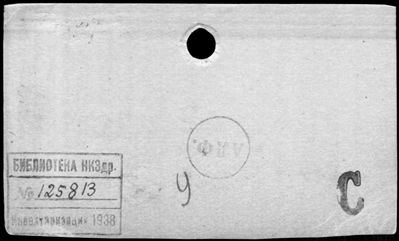 БИБЛИОТЕКА НКЗдр.
№ 125813
Инвентаризация 1938
У
С